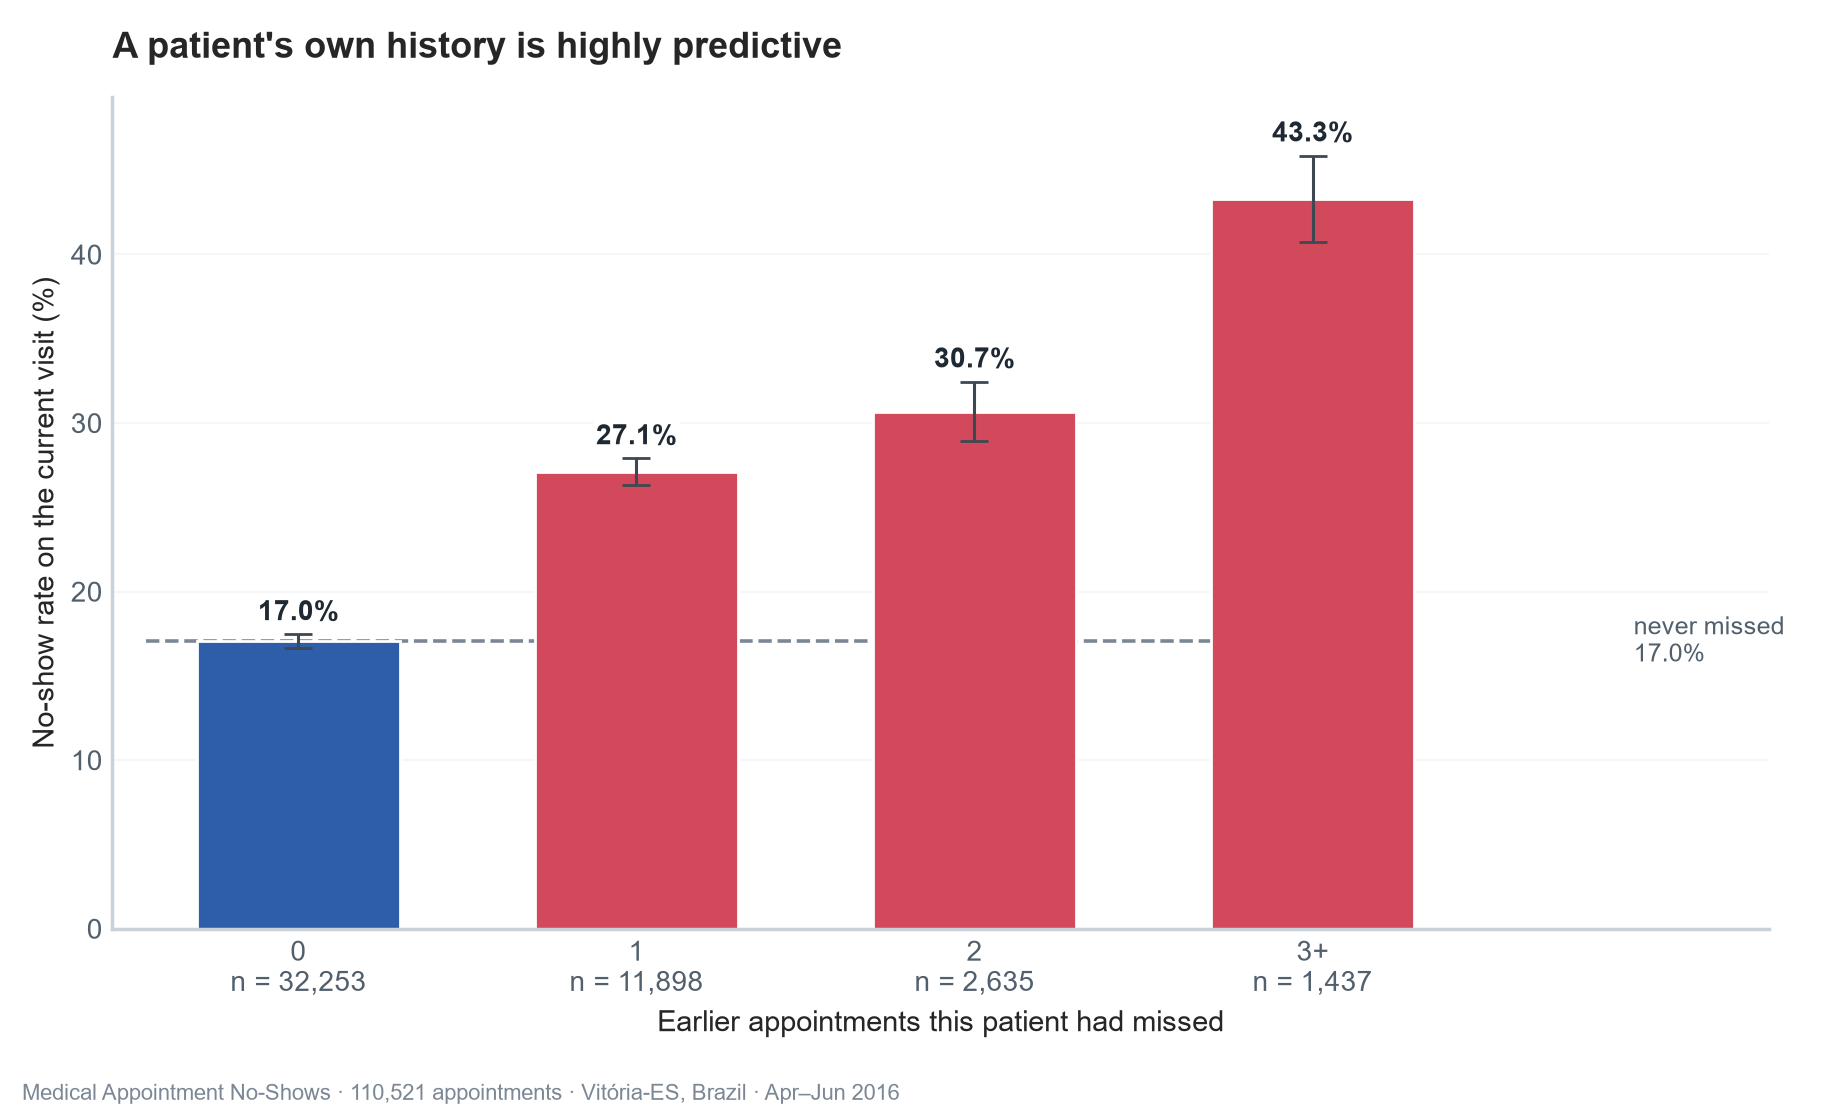 A patient's own history is highly predictive
No-show rate on the current visit (%)
40
30
20
10
0
17.0%
27.1%
30.7%
43.3%
never missed
17.0%
0
n = 32,253
1
n = 11,898
2
n = 2,635
3+
n = 1,437
Earlier appointments this patient had missed
Medical Appointment No-Shows · 110,521 appointments · Vitória-ES, Brazil · Apr–Jun 2016